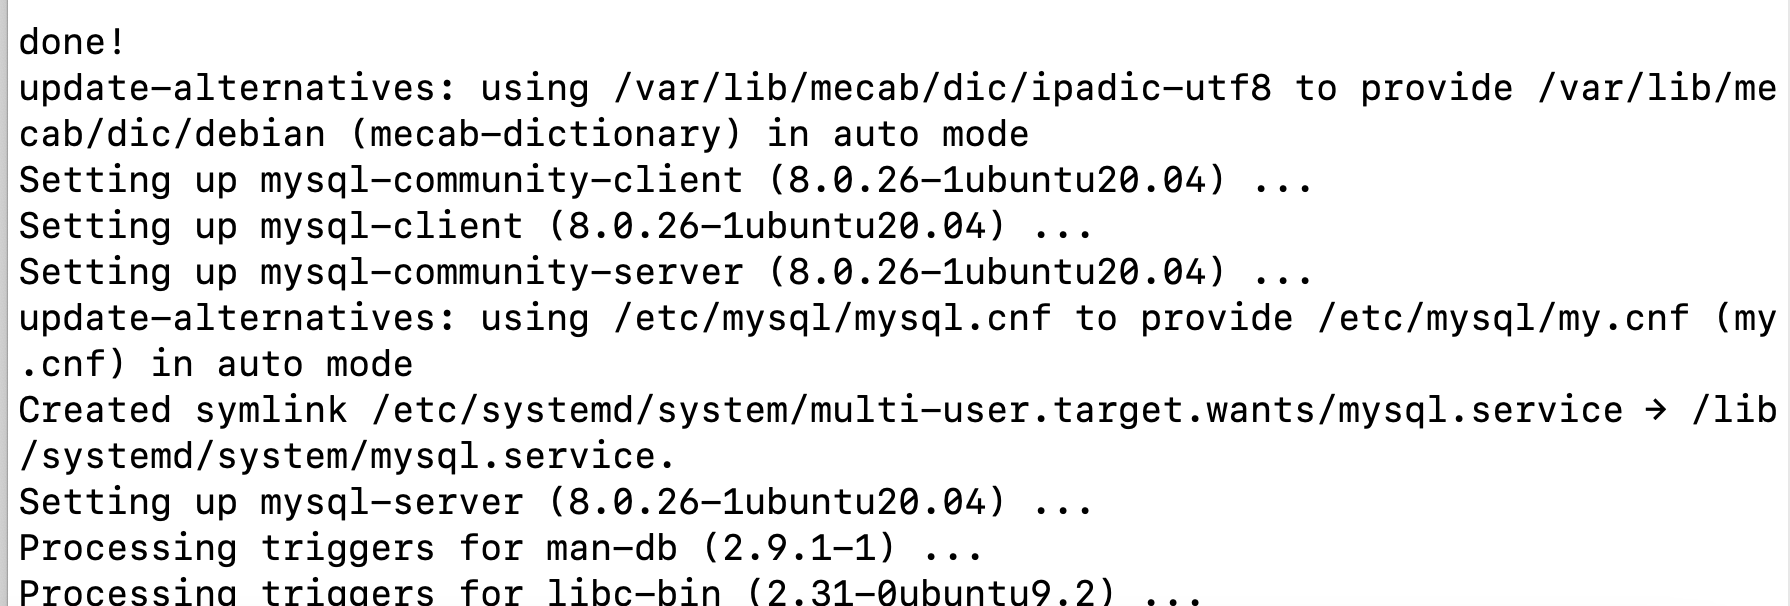 done!
update-alternatives: using /var/lib/mecab/dic/ipadic-utf8 to provide /var/lib/me
cab/dic/debian (mecab-dictionary) in auto mode
Setting up mysql-community-client (8.0.26-1ubuntu20.04) ...
Setting up mysql-client (8.0.26-1ubuntu20.04) ...
Setting up mysql-community-server (8.0.26-1ubuntu20.04) ...
update-alternatives: using /etc/mysql/mysql.cnf to provide /etc/mysql/my.cnf (my
.cnf) in auto mode
Created symlink /etc/systemd/system/multi-user.target.wants/mysql.service → /lib
/systemd/system/mysql.service.
Setting up mysql-server (8.0.26-1ubuntu20.04) ...
Processing triggers for man-db (2.9.1-1) ...
Processing triggers for libc-bin (2.31-0ubuntu9.2) ...